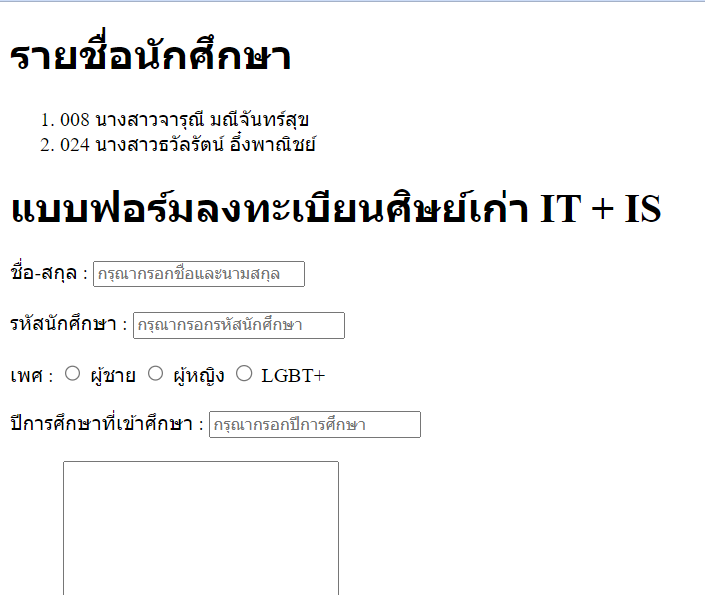 รายชื่อนักศึกษา
1. 008 นางสาวจารุณี มณีจันทร์สุข
2. 024 นางสาวธวัลรัตน์ อึ๋งพาณิชย์
แบบฟอร์มลงทะเบียนศิษย์เก่า IT + IS
ชื่อ-สกุล : กรุณากรอกชื่อและนามสกุล
รหัสนักศึกษา : กรุณากรอกรหัสนักศึกษา
เพศ : ผู้ชาย ผู้หญิง LGBT+
ปีการศึกษาที่เข้าศึกษา : กรุณากรอกปีการศึกษา